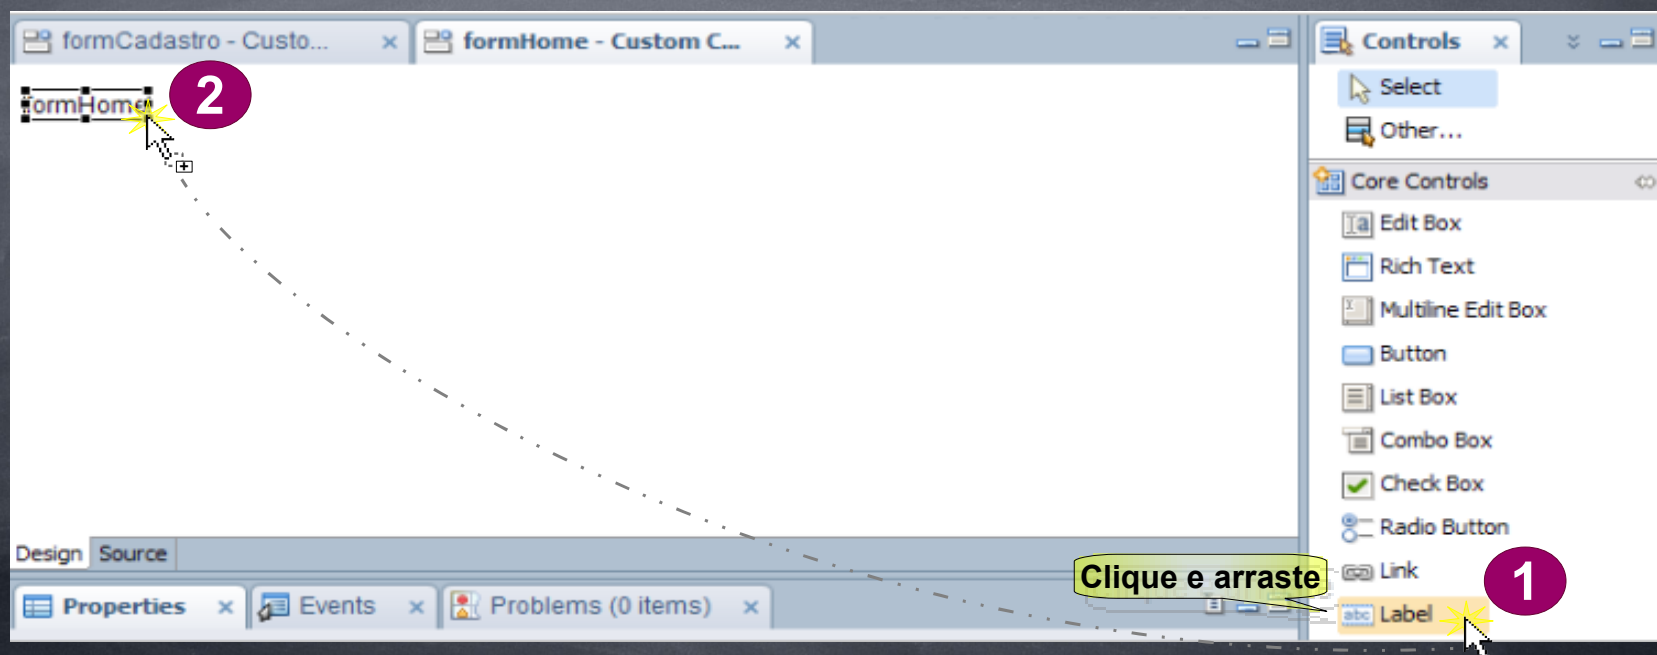 formCadastro - Custo...
formHome - Custom C...
Controls
formHome
2
Select
Other...
Core Controls
Edit Box
Rich Text
Multiline Edit Box
Button
List Box
Combo Box
Check Box
Radio Button
Link
Label
1
Clique e arraste
Design
Source
Properties
Events
Problems (0 items)